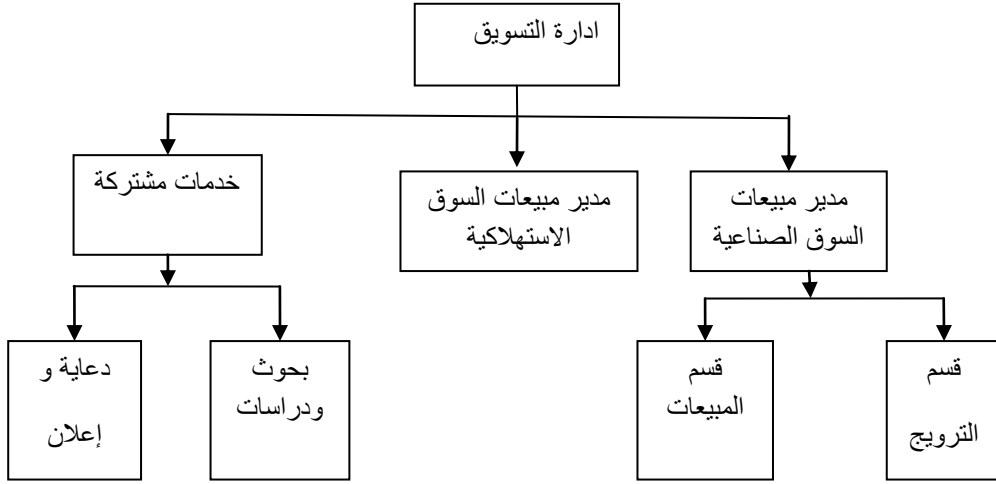 ادارة التسويق
مدير مبيعات
السوق الصناعية
مدير مبيعات السوق
الاستهلاكية
خدمات مشتركة
قسم
الترويج
قسم
المبيعات
بحوث
ودراسات
دعاية و
إعلان